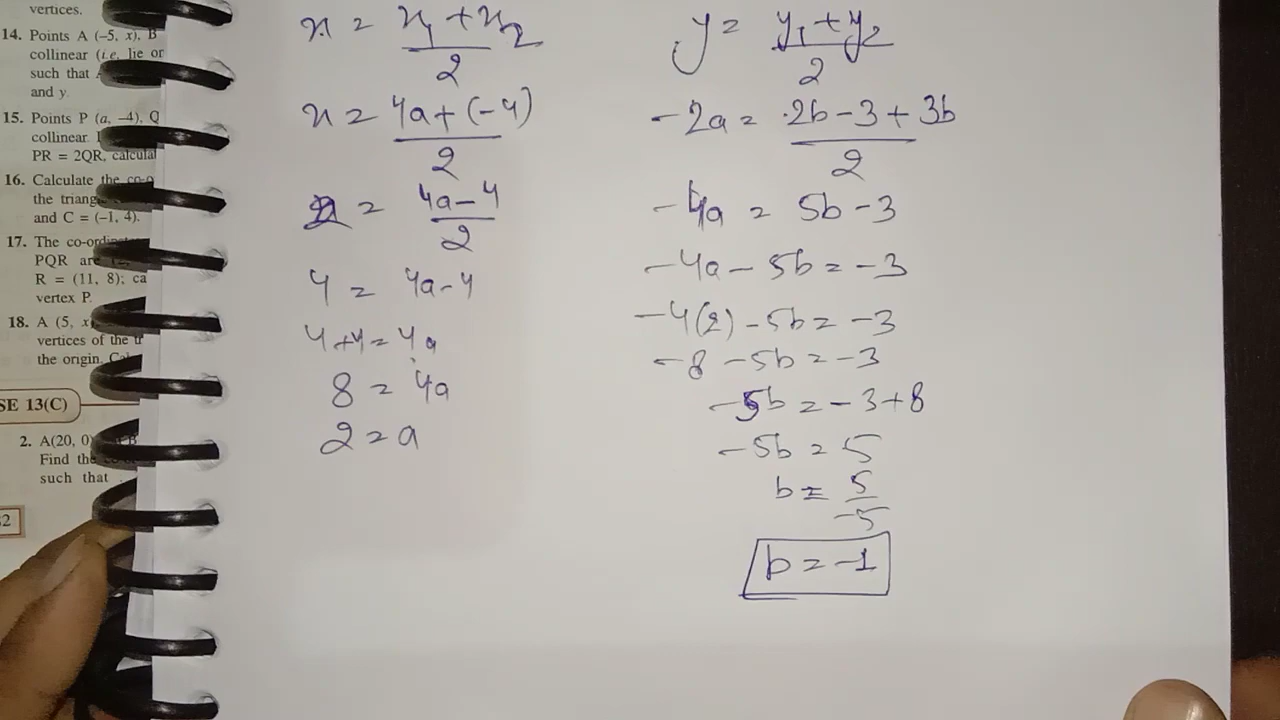 vertices.
14. Points A (–5, x), B
collinear (i.e. lie or
such that
and y.
15. Points P (a, –4), Q
collinear.
PR = 2QR, calcula
16. Calculate the co-o
the triang
and C = (–1, 4).
17. The co-ordinat
PQR are
R = (11, 8); ca
vertex P.
18. A (5, x
vertices of the tr
the origin.
SE 13(C)
2. A(20, 0)
Find the
such that
x = x₁ + x₂ / 2
x = 4a + (-4) / 2
2 = 4a - 4 / 2
4 = 4a - 4
4+4 = 4a
8 = 4a
2 = a
y = y₁ + y₂ / 2
-2a = 2b - 3 + 3b / 2
-4a = 5b - 3
-4a - 5b = -3
-4(2) - 5b = -3
-8 - 5b = -3
-5b = -3 + 8
-5b = 5
b = 5 / -5
b = -1